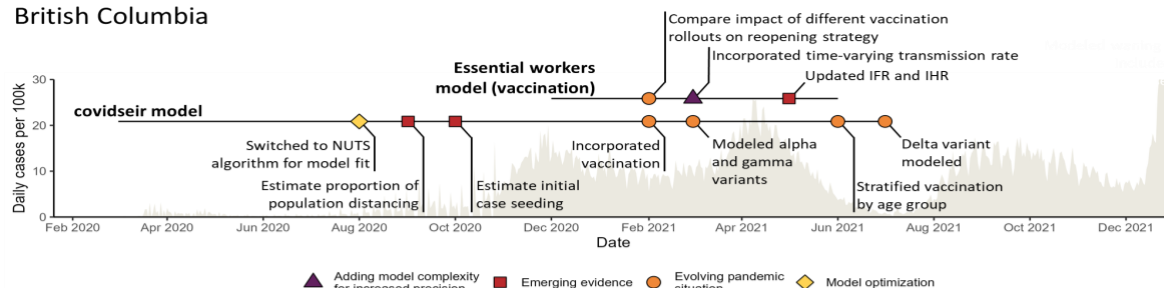 British Columbia
Compare impact of different vaccination
rollouts on reopening strategy
Incorporated time-varying transmission rate
Essential workers
model (vaccination)
Updated IFR and IHR
covidseir model
Switched to NUTS
algorithm for model fit
Estimate proportion of
population distancing
Estimate initial
case seeding
Incorporated
vaccination
Modeled alpha
and gamma
variants
Delta variant
modeled
Stratified vaccination
by age group
Daily cases per 100k
30
20
10
0
Feb 2020 Apr 2020 Jun 2020 Aug 2020 Oct 2020 Dec 2020 Feb 2021 Apr 2021 Jun 2021 Aug 2021 Oct 2021 Dec 2021
Date
Adding model complexity
for increased precision
Emerging evidence
Evolving pandemic
situation
Model optimization